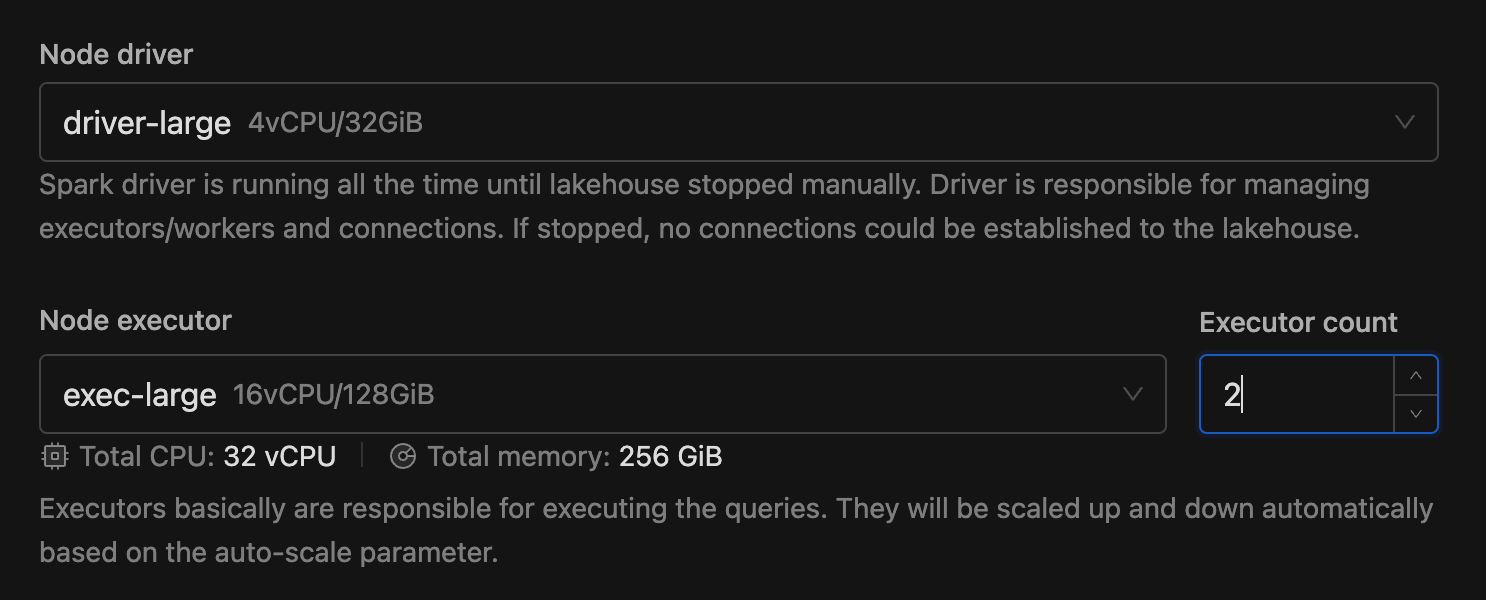 Node driver
driver-large 4vCPU/32GiB
Spark driver is running all the time until lakehouse stopped manually. Driver is responsible for managing
executors/workers and connections. If stopped, no connections could be established to the lakehouse.
Node executor
Executor count
exec-large 16vCPU/128GiB
2
Total CPU: 32 vCPU
Total memory: 256 GiB
Executors basically are responsible for executing the queries. They will be scaled up and down automatically
based on the auto-scale parameter.